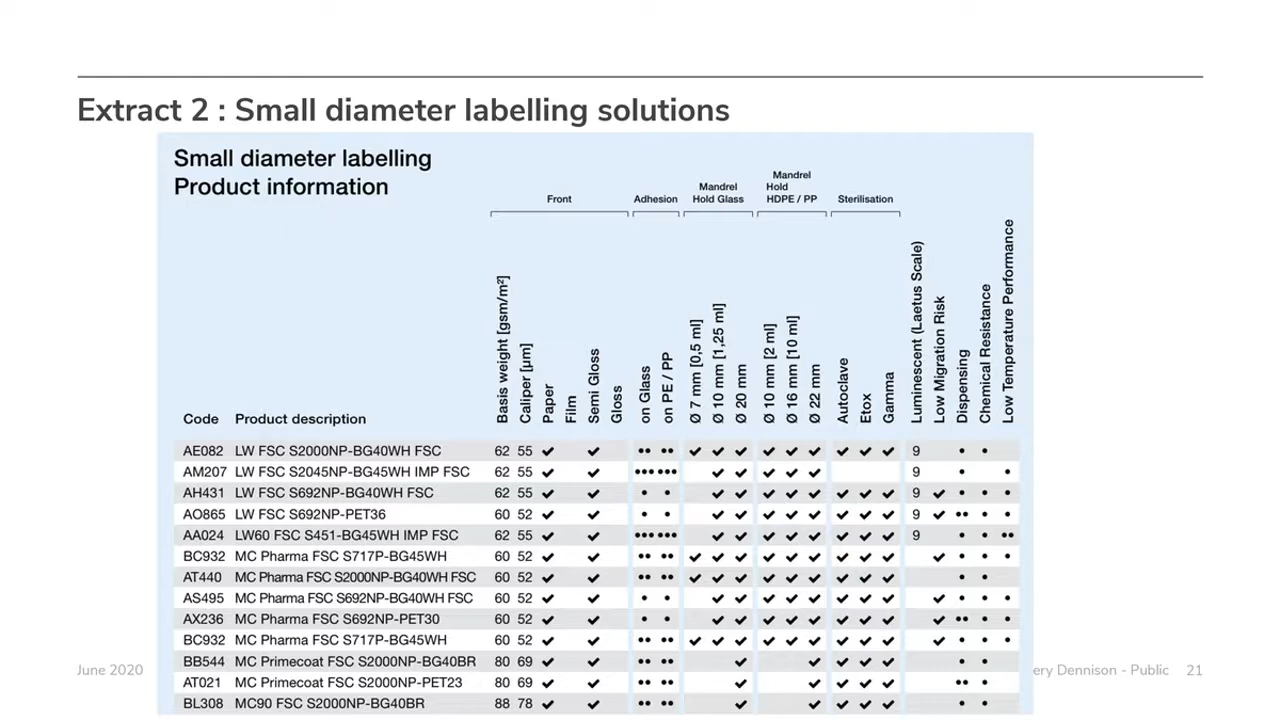 Extract 2 : Small diameter labelling solutions
Small diameter labelling
Product information
Front
Adhesion
Mandrel
Hold Glass
Mandrel
Hold
HDPE / PP
Sterilisation
Basis weight [gsm/m²]
Caliper [µm]
Paper
Film
Semi Gloss
Gloss
on Glass
on PE / PP
Ø 7 mm [0,5 ml]
Ø 10 mm [1,25 ml]
Ø 20 mm
Ø 10 mm [2 ml]
Ø 16 mm [10 ml]
Ø 22 mm
Autoclave
Etox
Gamma
Luminescent (Laetus Scale)
Low Migration Risk
Dispensing
Chemical Resistance
Low Temperature Performance
Code Product description
AE082 LW FSC S2000NP-BG40WH FSC 62 55 ✔ ✔ •• •• ✔ ✔ ✔ ✔ ✔ ✔ ✔ ✔ ✔ 9 • •
AM207 LW FSC S2045NP-BG45WH IMP FSC 62 55 ✔ ✔ ••• ••• ✔ ✔ ✔ ✔ ✔ 9 • •
AH431 LW FSC S692NP-BG40WH FSC 62 55 ✔ ✔ • • ✔ ✔ ✔ ✔ ✔ ✔ ✔ ✔ 9 ✔ • • •
AO865 LW FSC S692NP-PET36 60 52 ✔ ✔ • • ✔ ✔ ✔ ✔ ✔ ✔ ✔ ✔ 9 ✔ •• • •
AA024 LW60 FSC S451-BG45WH IMP FSC 62 55 ✔ ✔ ••• ••• ✔ ✔ ✔ ✔ ✔ ✔ ✔ ✔ 9 • • ••
BC932 MC Pharma FSC S717P-BG45WH 60 52 ✔ ✔ •• •• ✔ ✔ ✔ ✔ ✔ ✔ ✔ ✔ ✔ ✔ • • •
AT440 MC Pharma FSC S2000NP-BG40WH FSC 60 52 ✔ ✔ •• •• ✔ ✔ ✔ ✔ ✔ ✔ ✔ ✔ ✔ • •
AS495 MC Pharma FSC S692NP-BG40WH FSC 60 52 ✔ ✔ • • ✔ ✔ ✔ ✔ ✔ ✔ ✔ ✔ ✔ • • •
AX236 MC Pharma FSC S692NP-PET30 60 52 ✔ ✔ • • ✔ ✔ ✔ ✔ ✔ ✔ ✔ ✔ ✔ •• • •
BC932 MC Pharma FSC S717P-BG45WH 60 52 ✔ ✔ •• •• ✔ ✔ ✔ ✔ ✔ ✔ ✔ ✔ ✔ ✔ • • •
BB544 MC Primecoat FSC S2000NP-BG40BR 80 69 ✔ ✔ •• •• ✔ ✔ ✔ ✔ ✔ • •
AT021 MC Primecoat FSC S2000NP-PET23 80 69 ✔ ✔ •• •• ✔ ✔ ✔ ✔ ✔ •• •
BL308 MC90 FSC S2000NP-BG40BR 88 78 ✔ ✔ •• •• ✔ ✔ ✔ ✔ ✔ • •
June 2020
ery Dennison - Public 21